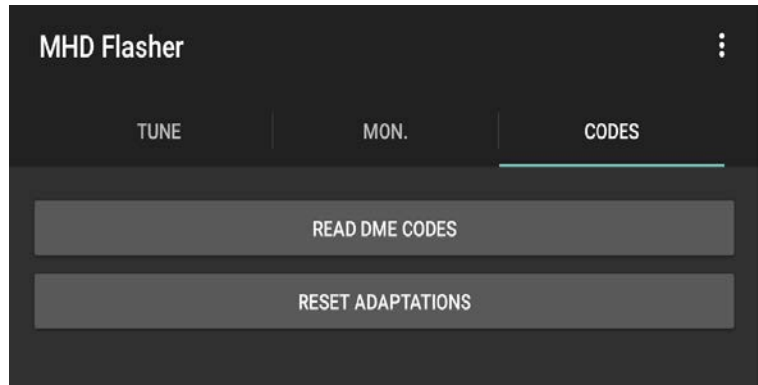 MHD Flasher
TUNE MON. CODES
READ DME CODES
RESET ADAPTATIONS